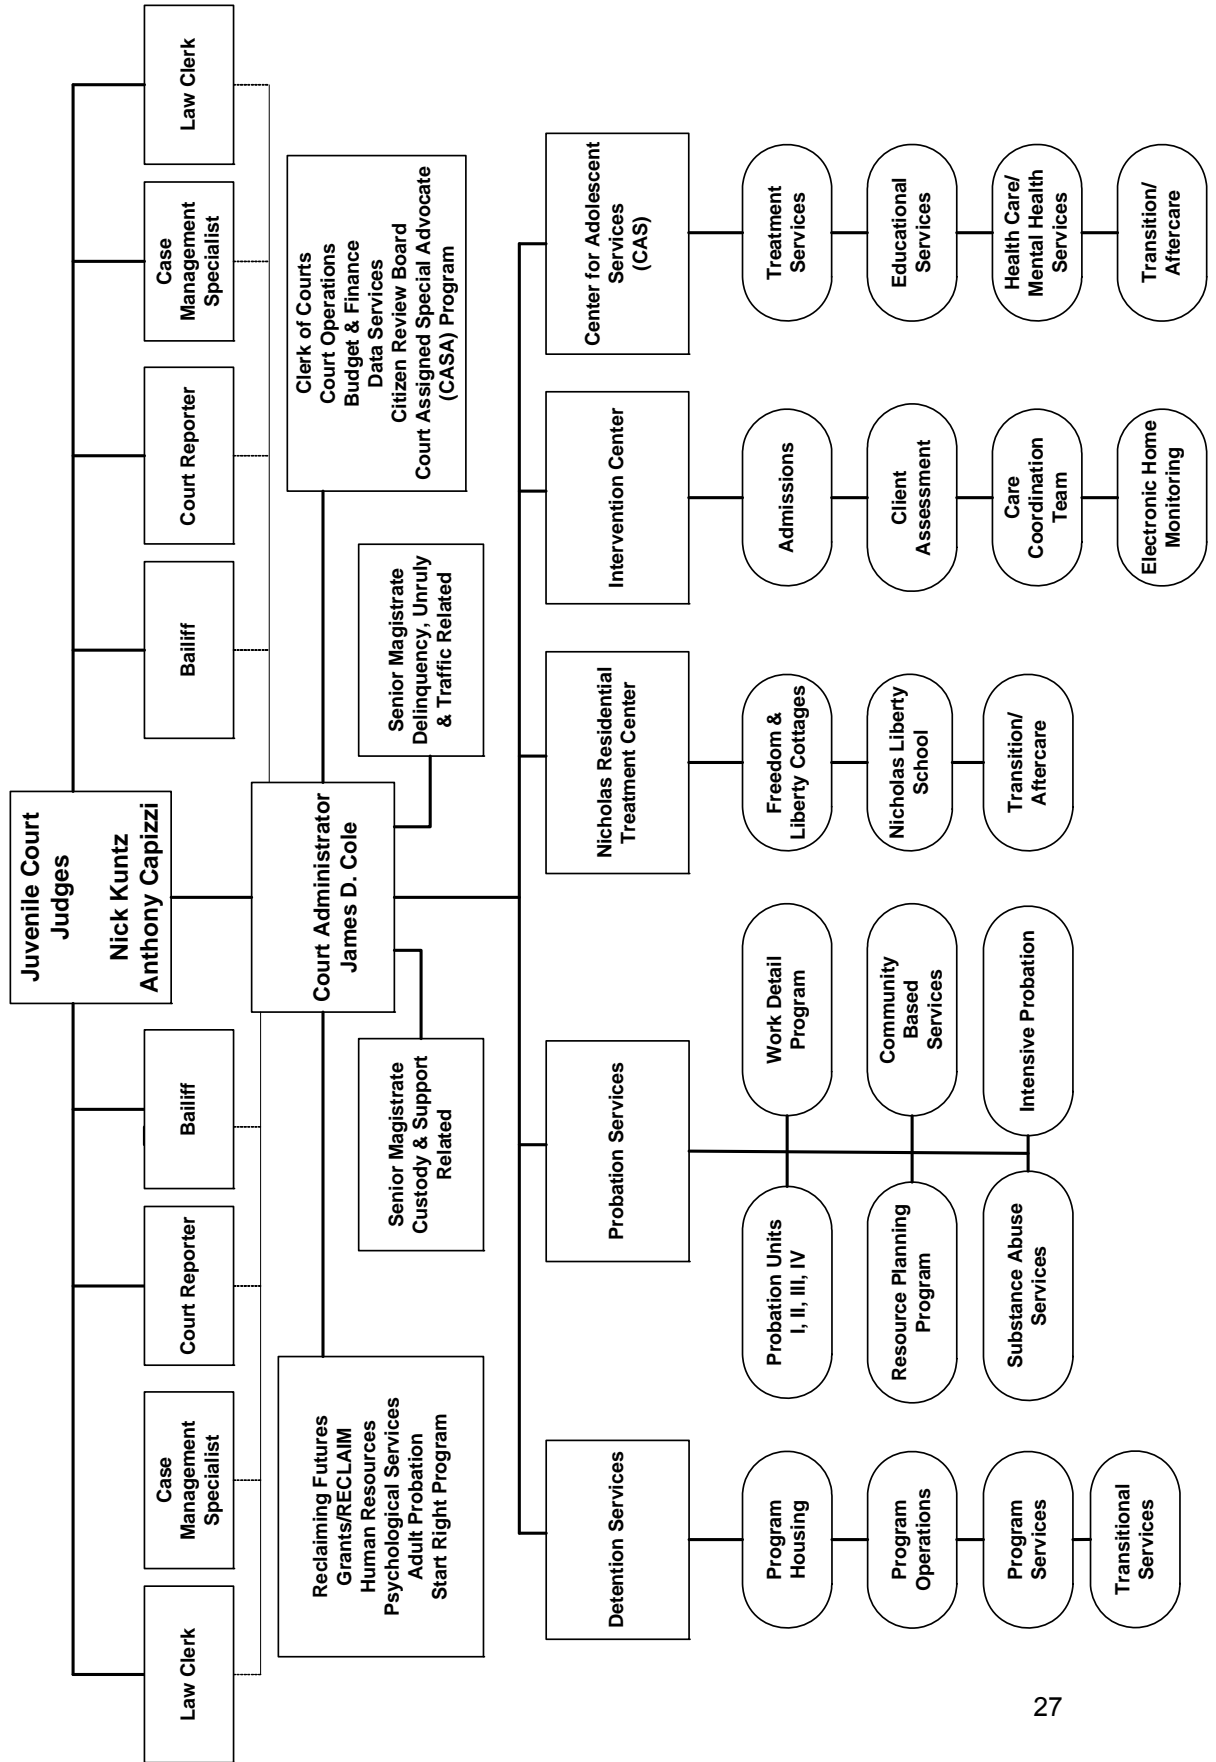 Juvenile Court
Judges
Nick Kuntz
Anthony Capizzi
Law Clerk
Case
Management
Specialist
Court Reporter
Bailiff
Bailiff
Court Reporter
Case
Management
Specialist
Law Clerk
Court Administrator
James D. Cole
Reclaiming Futures
Grants/RECLAIM
Human Resources
Psychological Services
Adult Probation
Start Right Program
Clerk of Courts
Court Operations
Budget & Finance
Data Services
Citizen Review Board
Court Assigned Special Advocate
(CASA) Program
Senior Magistrate
Custody & Support
Related
Senior Magistrate
Delinquency, Unruly
& Traffic Related
Detention Services
Probation Services
Nicholas Residential
Treatment Center
Intervention Center
Center for Adolescent
Services
(CAS)
Program
Housing
Program
Operations
Program
Services
Transitional
Services
Probation Units
I, II, III, IV
Work Detail
Program
Resource Planning
Program
Community
Based
Services
Substance Abuse
Services
Intensive Probation
Freedom &
Liberty Cottages
Nicholas Liberty
School
Transition/
Aftercare
Admissions
Client
Assessment
Care
Coordination
Team
Electronic Home
Monitoring
Treatment
Services
Educational
Services
Health Care/
Mental Health
Services
Transition/
Aftercare
27